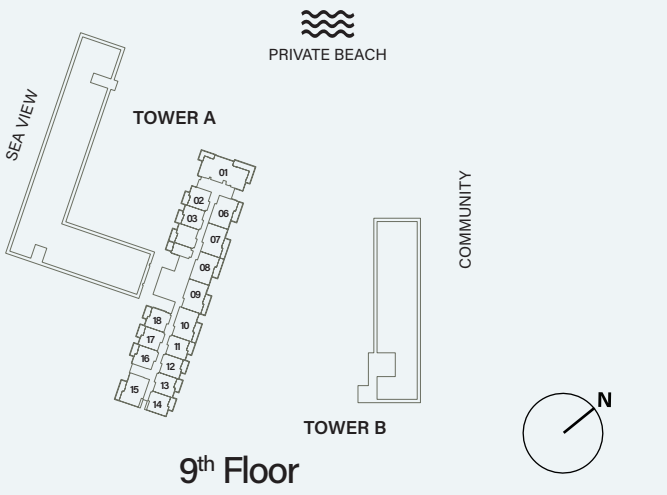 PRIVATE BEACH
SEA VIEW
TOWER A
COMMUNITY
01
02
03
06
07
08
09
10
11
12
13
14
15
16
17
18
TOWER B
N
9th Floor